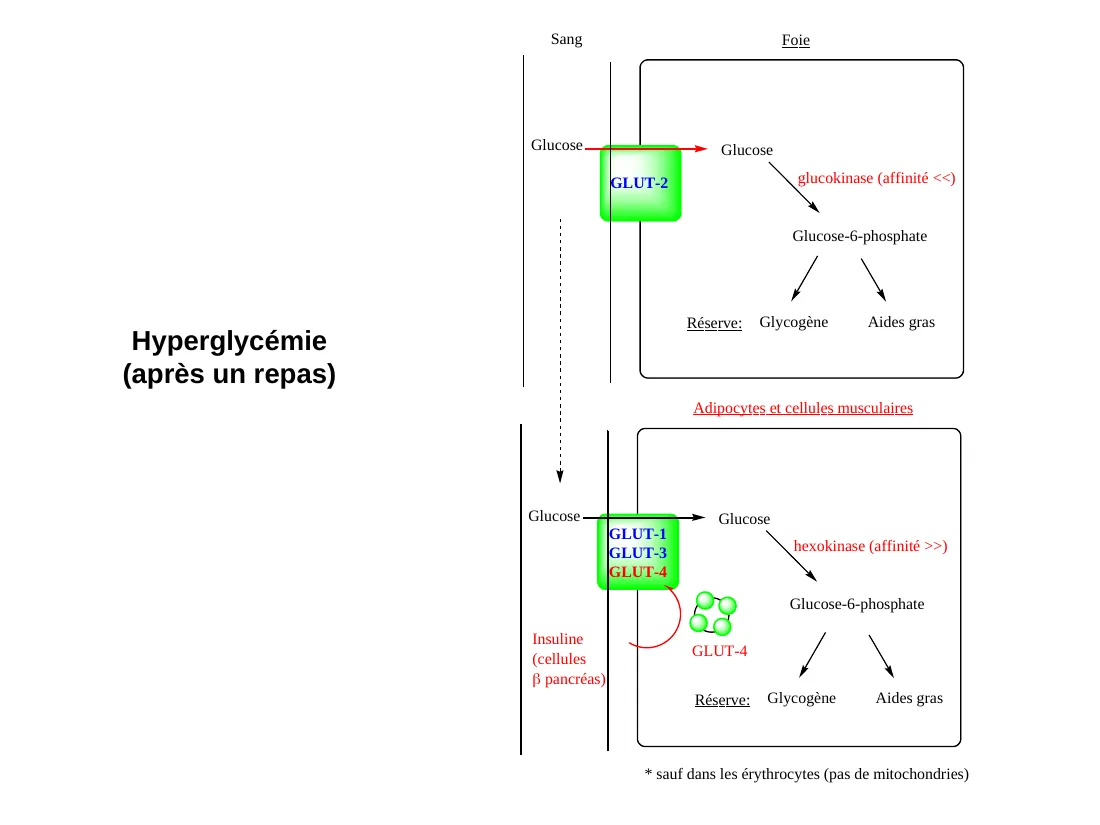 Sang
Foie
Glucose
Glucose
GLUT-2
glucokinase (affinité <<)
Glucose-6-phosphate
Réserve:
Glycogène
Aides gras
Hyperglycémie
(après un repas)
Adipocytes et cellules musculaires
Glucose
Glucose
GLUT-1
GLUT-3
GLUT-4
hexokinase (affinité >>)
Glucose-6-phosphate
Insuline
(cellules
β pancréas)
GLUT-4
Réserve:
Glycogène
Aides gras
* sauf dans les érythrocytes (pas de mitochondries)